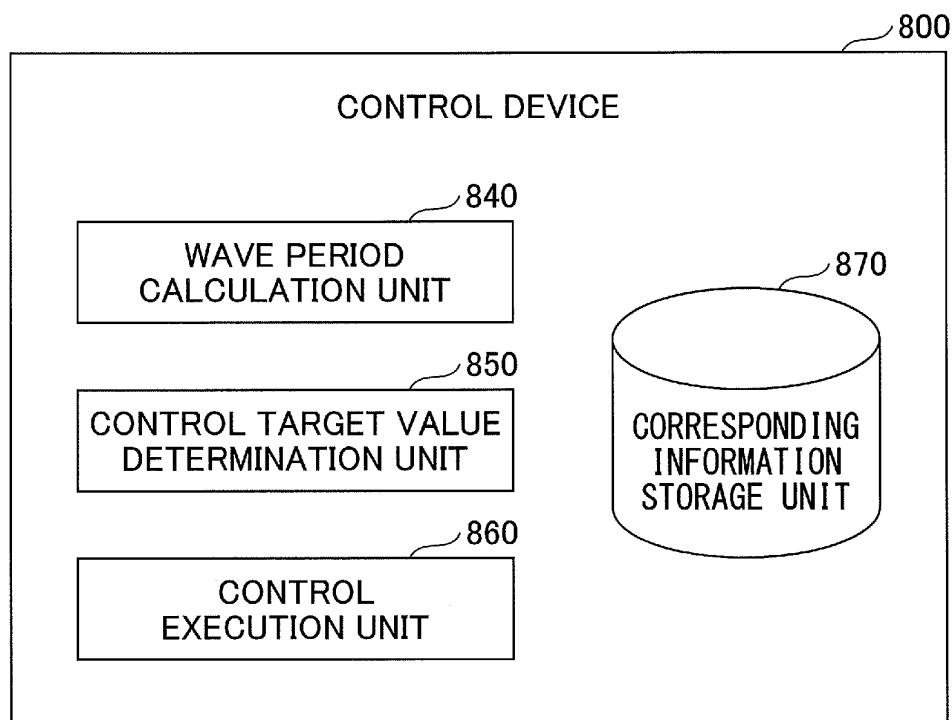 800
CONTROL DEVICE
840
WAVE PERIOD
CALCULATION UNIT
870
850
CONTROL TARGET VALUE
DETERMINATION UNIT
CORRESPONDING
INFORMATION
STORAGE UNIT
860
CONTROL
EXECUTION UNIT